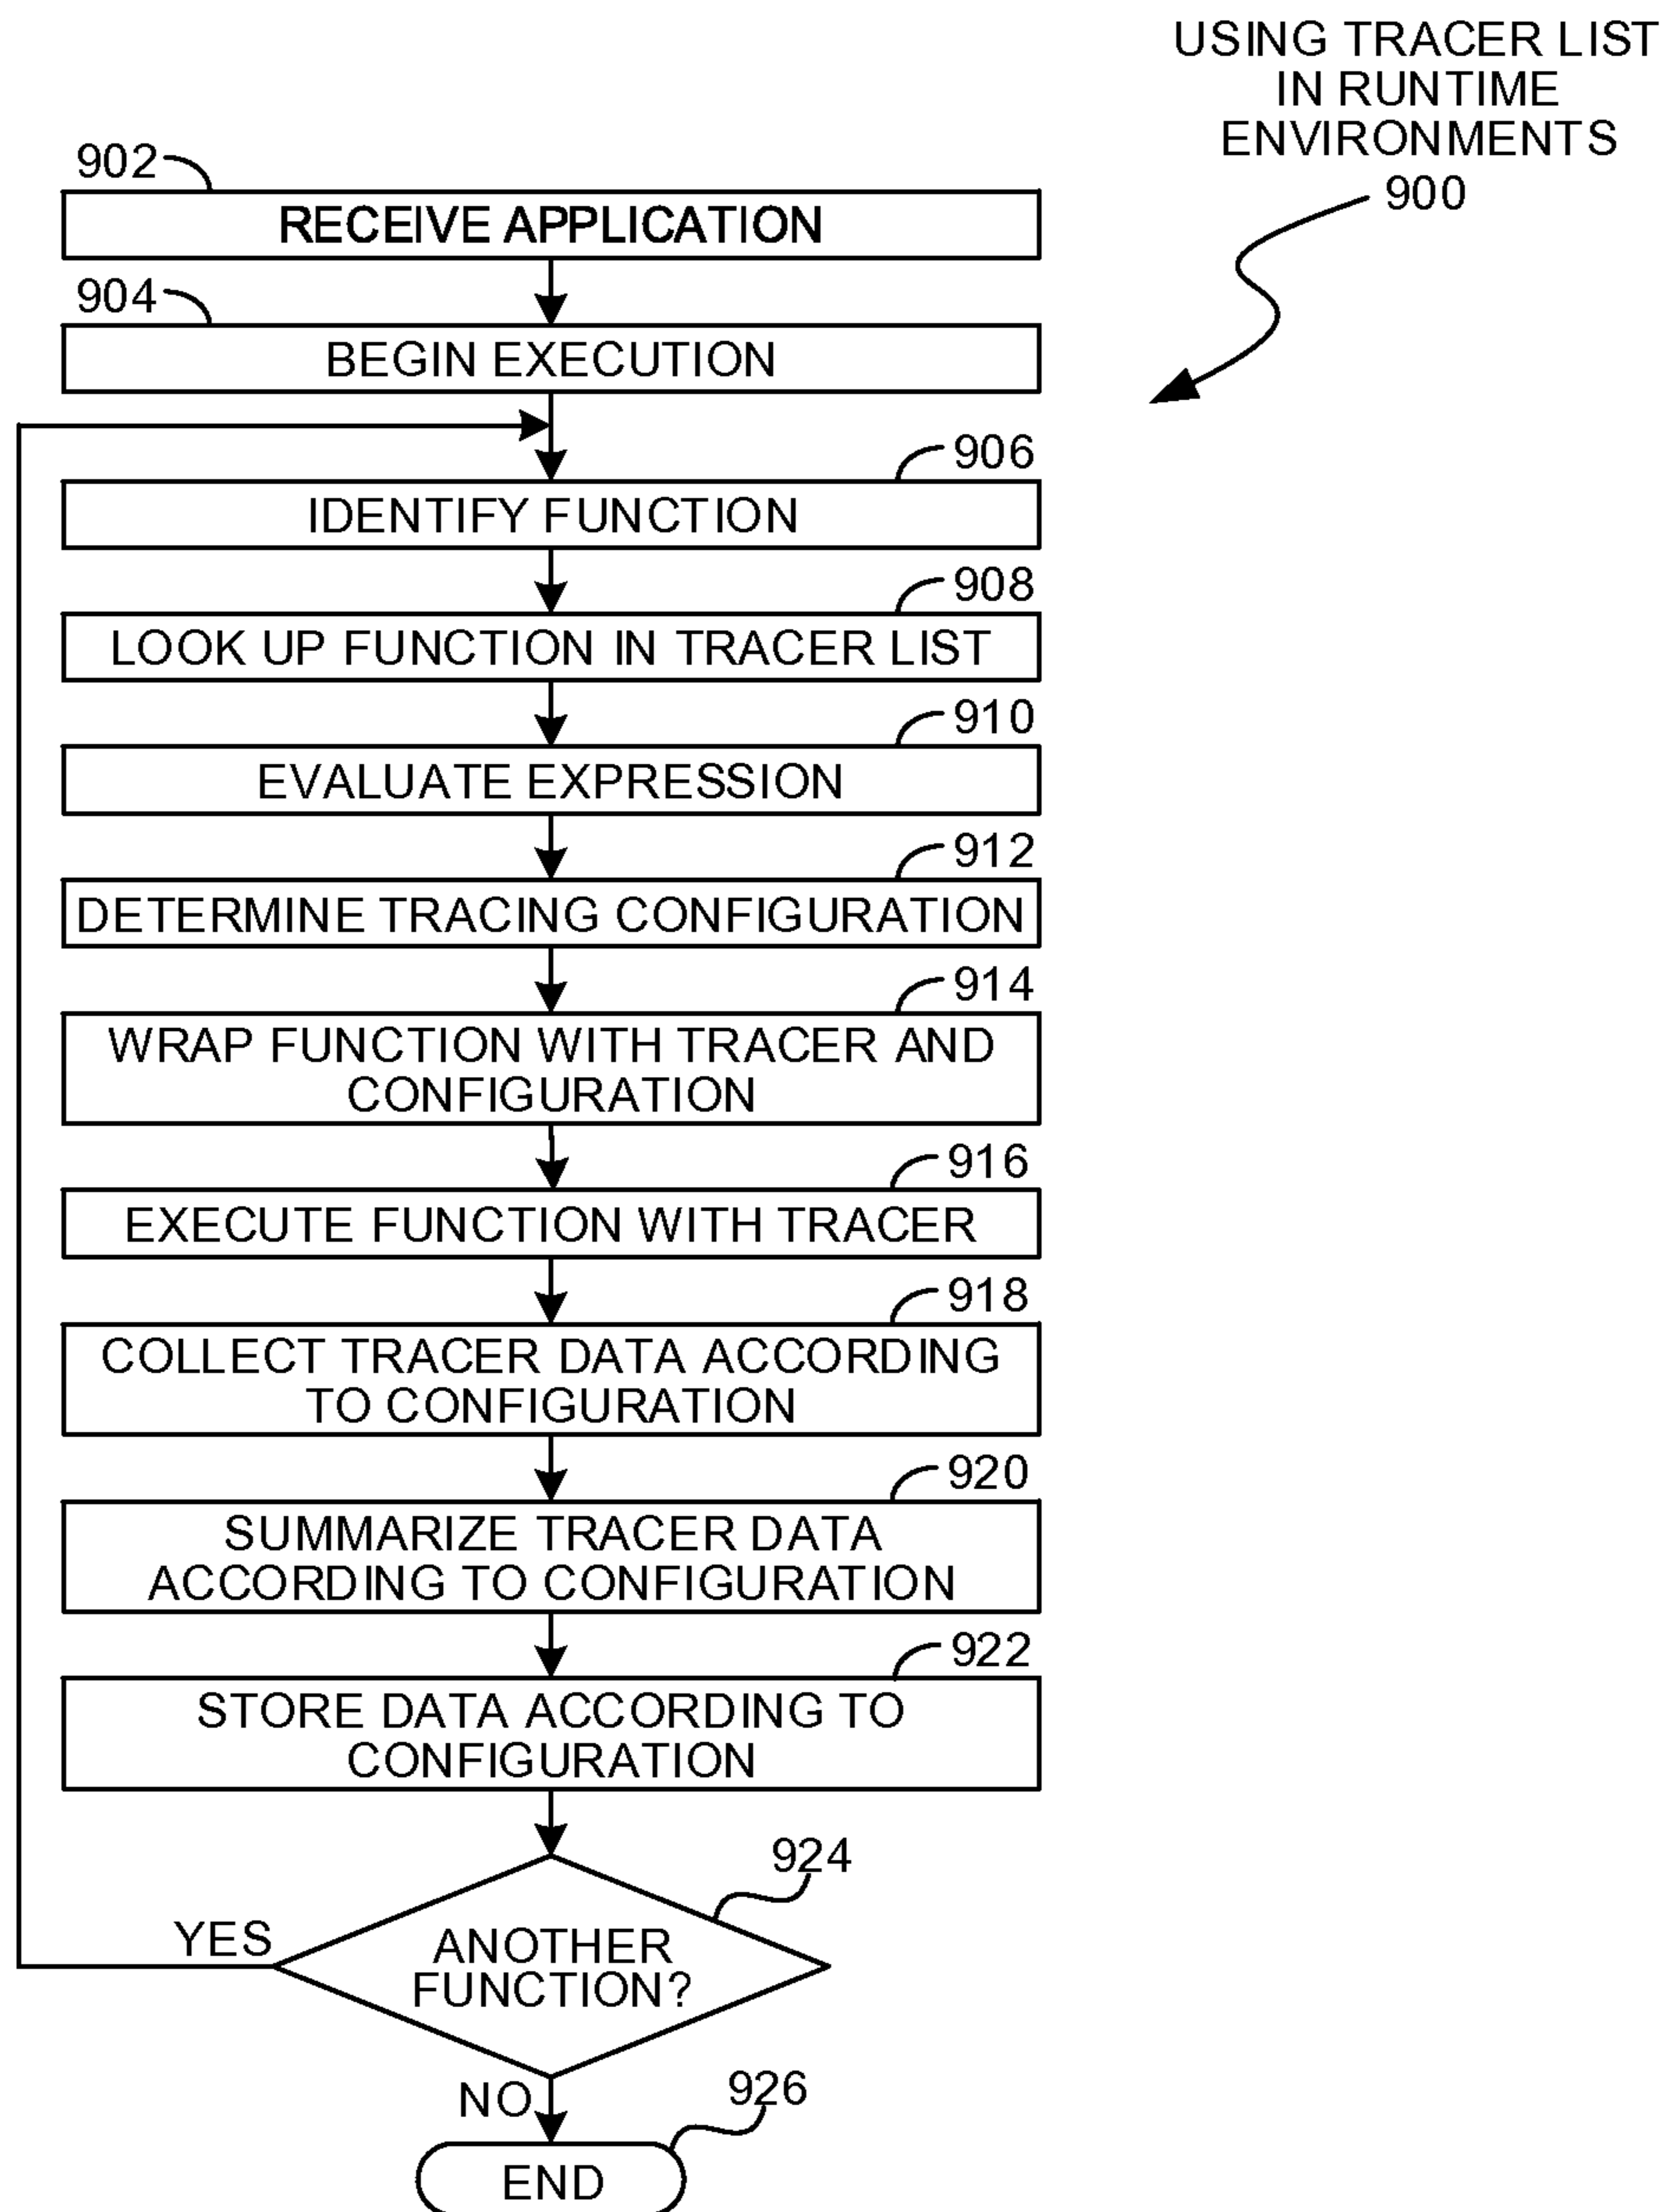 USING TRACER LIST
IN RUNTIME
ENVIRONMENTS
900
902
RECEIVE APPLICATION
904
BEGIN EXECUTION
906
IDENTIFY FUNCTION
908
LOOK UP FUNCTION IN TRACER LIST
910
EVALUATE EXPRESSION
912
DETERMINE TRACING CONFIGURATION
914
WRAP FUNCTION WITH TRACER AND
CONFIGURATION
916
EXECUTE FUNCTION WITH TRACER
918
COLLECT TRACER DATA ACCORDING
TO CONFIGURATION
920
SUMMARIZE TRACER DATA
ACCORDING TO CONFIGURATION
922
STORE DATA ACCORDING TO
CONFIGURATION
924
YES
ANOTHER
FUNCTION?
NO
926
END